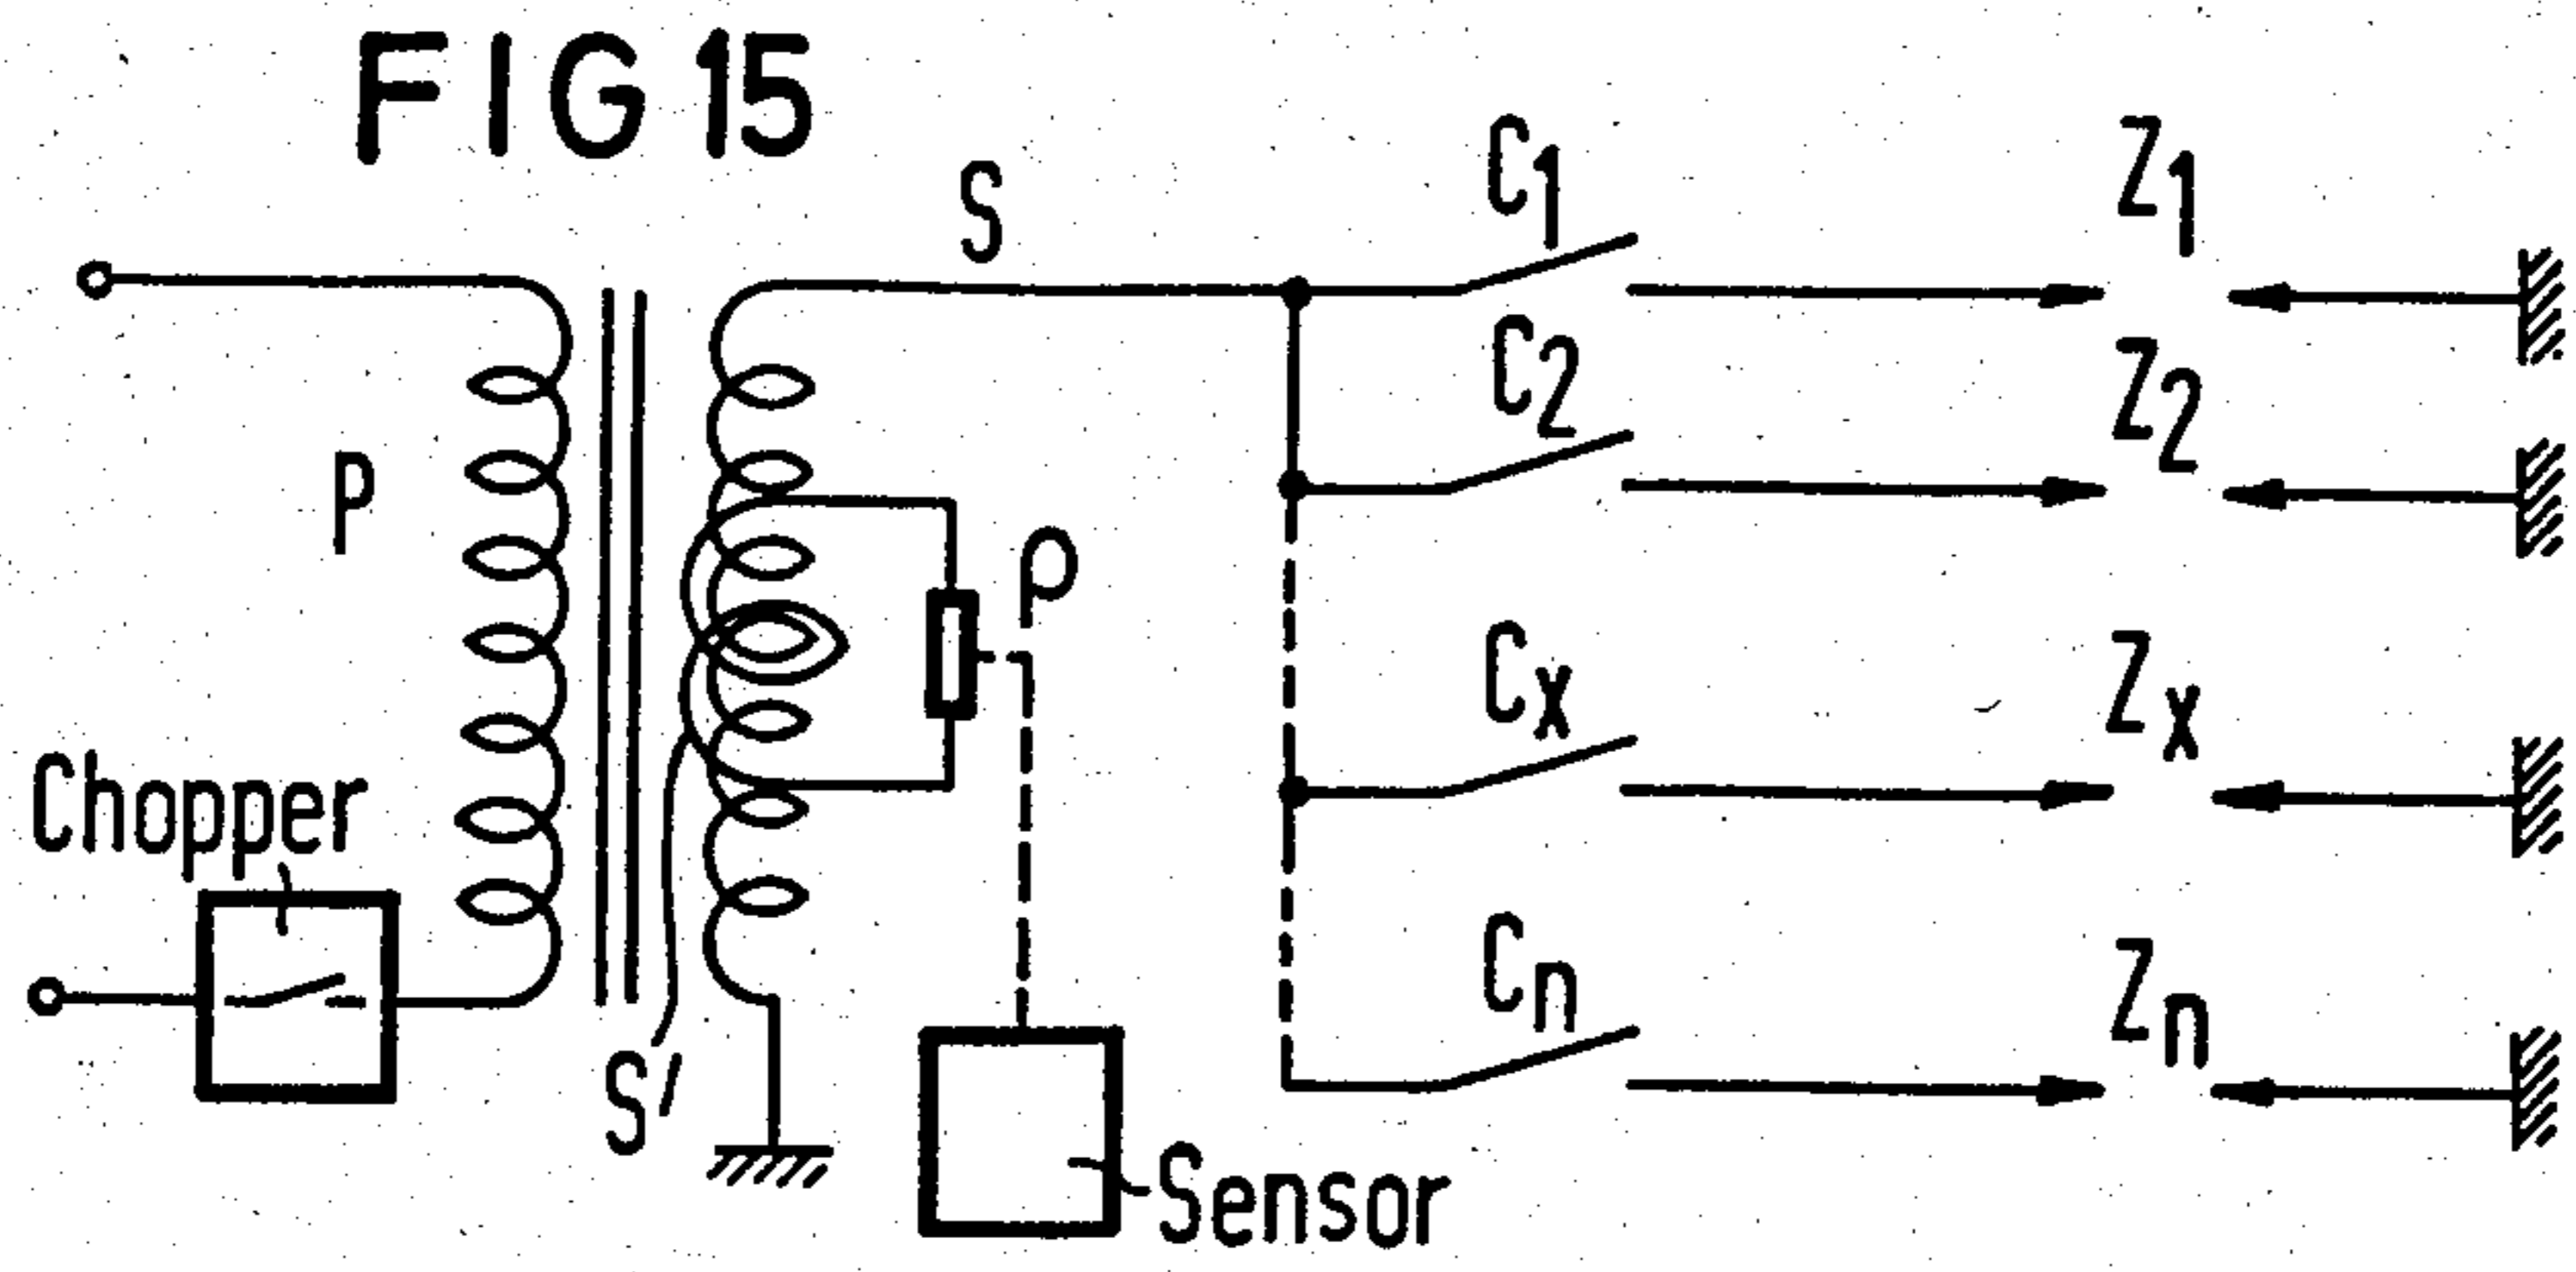 FIG 15
S
C1
Z1
C2
Z2
P
ρ
Cx
Zx
Chopper
Cn
Zn
S'
Sensor